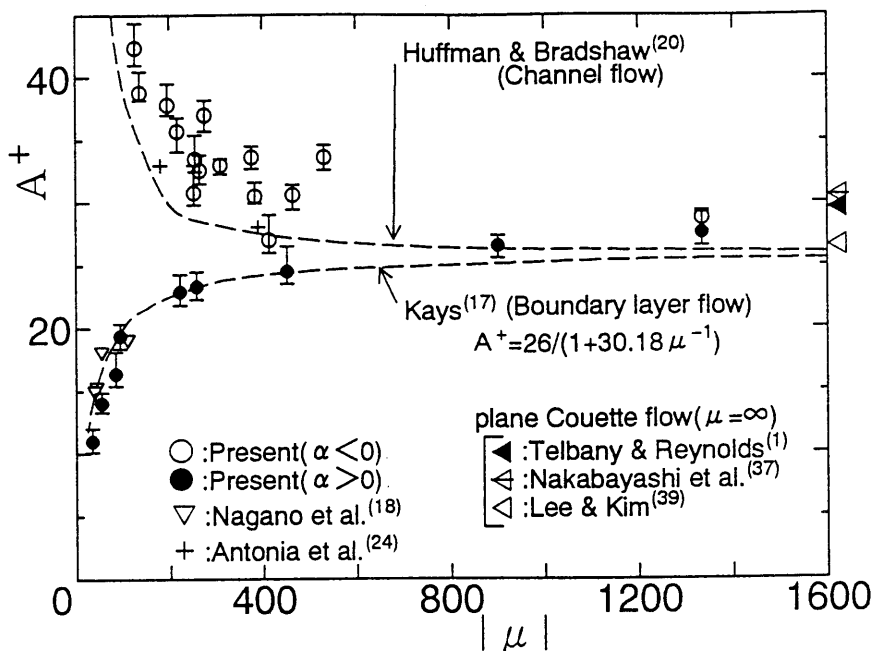 Huffman & Bradshaw(20)
(Channel flow)
40
A+
20
0
Kays(17) (Boundary layer flow)
A+=26/(1+30.18 μ−1)
plane Couette flow(μ=∞)
:Telbany & Reynolds(1)
:Nakabayashi et al.(37)
:Lee & Kim(39)
:Present(α<0)
:Present(α>0)
:Nagano et al.(18)
:Antonia et al.(24)
400
800
1200
1600
|μ|